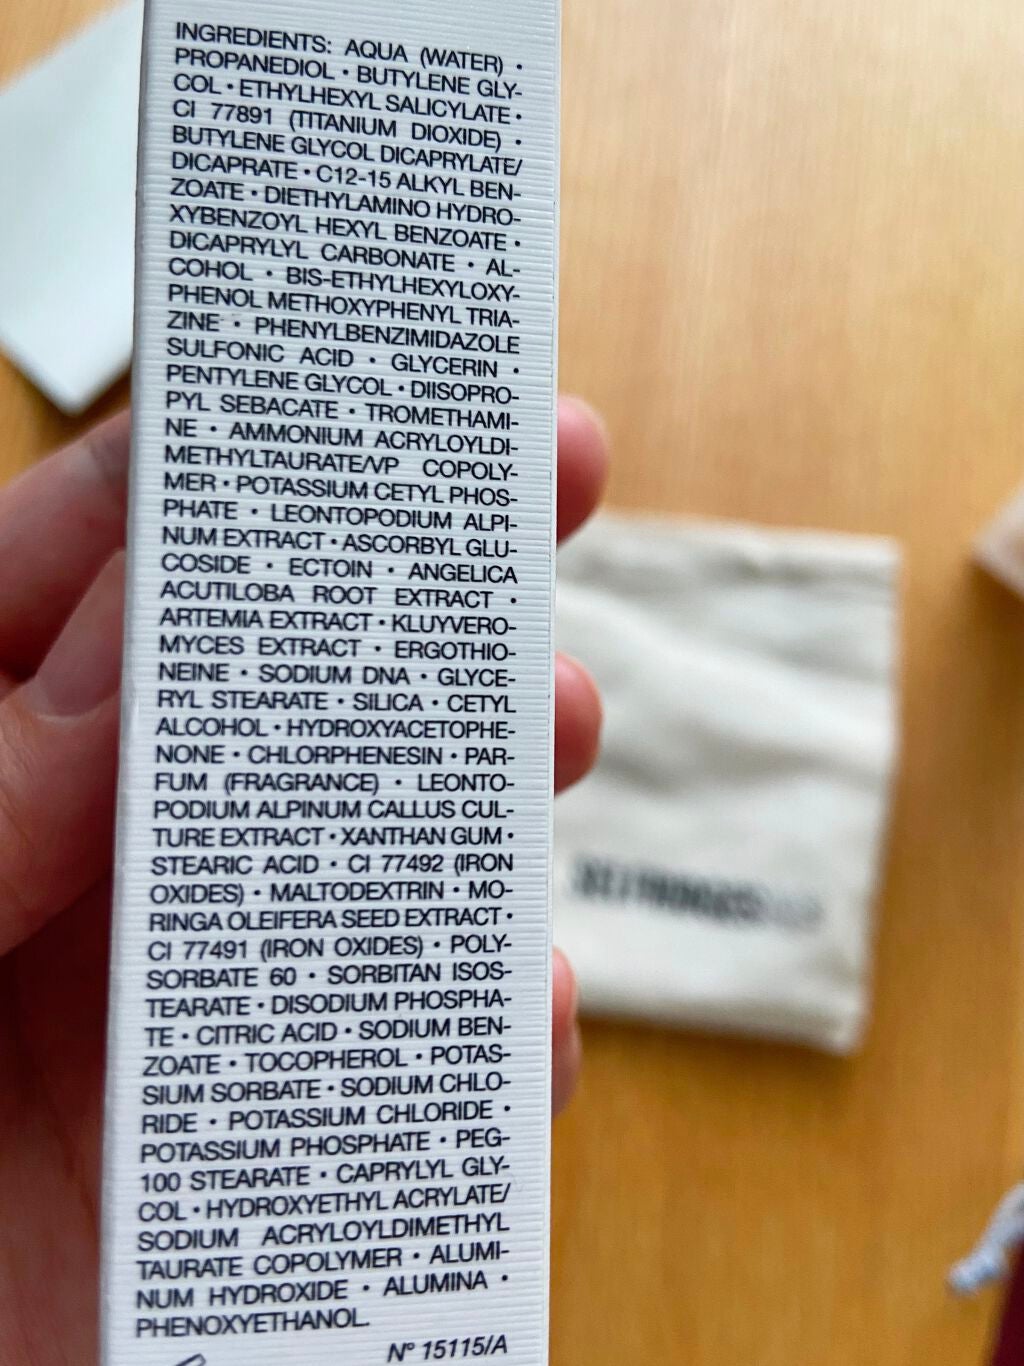 INGREDIENTS: AQUA (WATER) •
PROPANEDIOL • BUTYLENE GLY-
COL • ETHYLHEXYL SALICYLATE •
CI 77891 (TITANIUM DIOXIDE) •
BUTYLENE GLYCOL DICAPRYLATE/
DICAPRATE • C12-15 ALKYL BEN-
ZOATE • DIETHYLAMINO HYDRO-
XYBENZOYL HEXYL BENZOATE •
DICAPRYLYL CARBONATE • AL-
COHOL • BIS-ETHYLHEXYLOXY-
PHENOL METHOXYPHENYL TRIA-
ZINE • PHENYLBENZIMIDAZOLE
SULFONIC ACID • GLYCERIN •
PENTYLENE GLYCOL • DIISOPRO-
PYL SEBACATE • TROMETHAMI-
NE • AMMONIUM ACRYLOYLDI-
METHYLTAURATE/VP COPOLY-
MER • POTASSIUM CETYL PHOS-
PHATE • LEONTOPODIUM ALPI-
NUM EXTRACT • ASCORBYL GLU-
COSIDE • ECTOIN • ANGELICA
ACUTILOBA ROOT EXTRACT •
ARTEMIA EXTRACT • KLUYVERO-
MYCES EXTRACT • ERGOTHIO-
NEINE • SODIUM DNA • GLYCE-
RYL STEARATE • SILICA • CETYL
ALCOHOL • HYDROXYACETOPHE-
NONE • CHLORPHENESIN • PAR-
FUM (FRAGRANCE) • LEONTO-
PODIUM ALPINUM CALLUS CUL-
TURE EXTRACT • XANTHAN GUM •
STEARIC ACID • CI 77492 (IRON
OXIDES) • MALTODEXTRIN • MO-
RINGA OLEIFERA SEED EXTRACT •
CI 77491 (IRON OXIDES) • POLY-
SORBATE 60 • SORBITAN ISOS-
TEARATE • DISODIUM PHOSPHA-
TE • CITRIC ACID • SODIUM BEN-
ZOATE • TOCOPHEROL • POTAS-
SIUM SORBATE • SODIUM CHLO-
RIDE • POTASSIUM CHLORIDE •
POTASSIUM PHOSPHATE • PEG-
100 STEARATE • CAPRYLYL GLY-
COL • HYDROXYETHYL ACRYLATE/
SODIUM ACRYLOYLDIMETHYL
TAURATE COPOLYMER • ALUMI-
NUM HYDROXIDE • ALUMINA •
PHENOXYETHANOL.
N° 15115/A